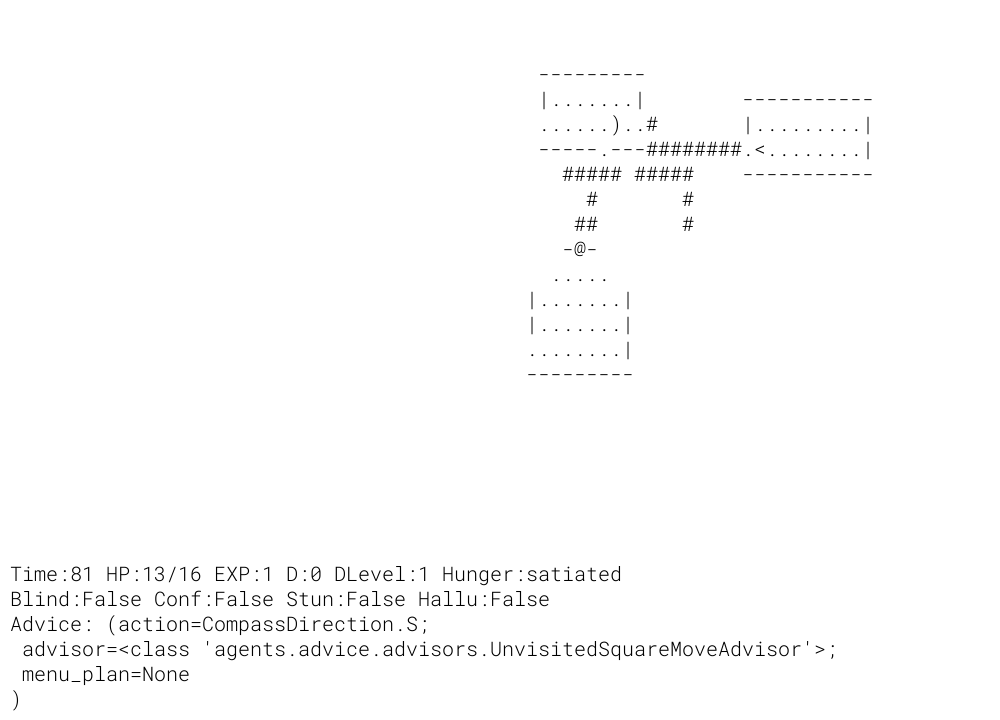 ---------
                                            |.......|        -----------
                                            ......)..#       |.........|
                                            -----.---########.<........|
                                              ##### #####    -----------
                                                #       #
                                               ##       #
                                              -@-
                                             .....
                                           |.......|
                                           |.......|
                                           ........|
                                           ---------
Time:81 HP:13/16 EXP:1 D:0 DLevel:1 Hunger:satiated
Blind:False Conf:False Stun:False Hallu:False
Advice: (action=CompassDirection.S;
 advisor=<class 'agents.advice.advisors.UnvisitedSquareMoveAdvisor'>;
 menu_plan=None
)